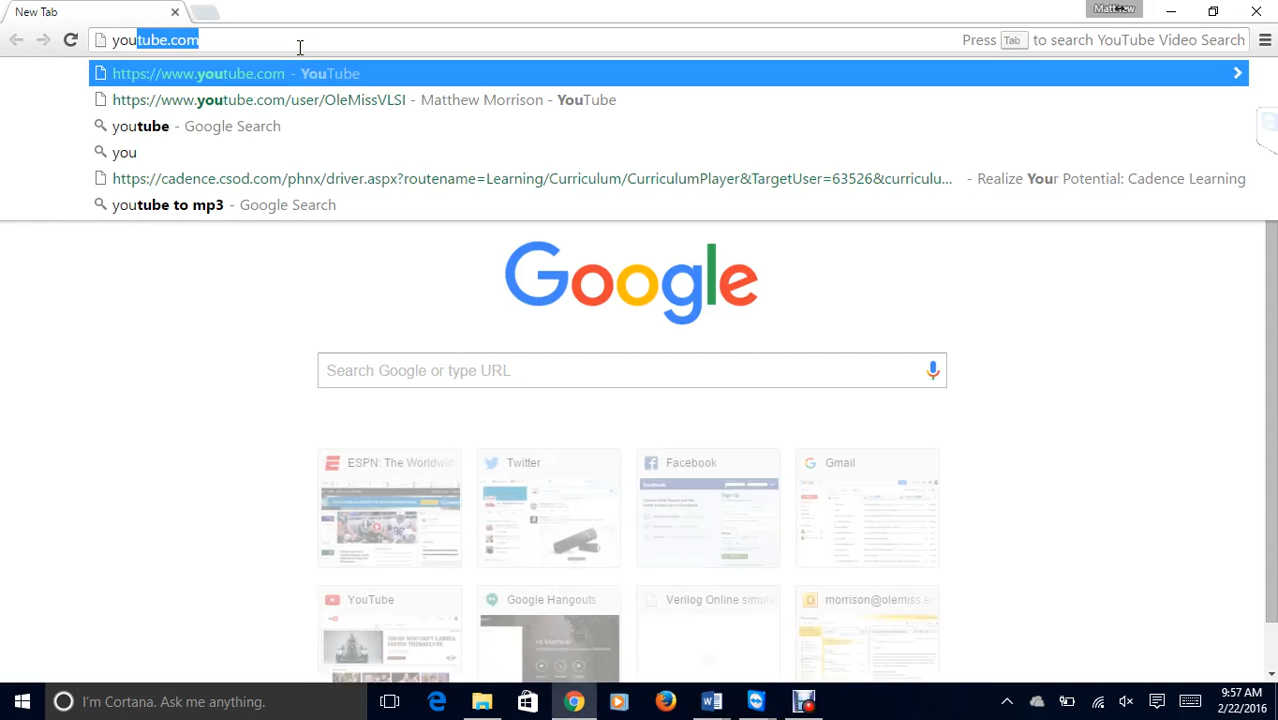 New Tab
Matthew
youtube.com
Press Tab to search YouTube Video Search
https://www.youtube.com - YouTube
https://www.youtube.com/user/OleMissVLSI - Matthew Morrison - YouTube
youtube - Google Search
you
https://cadence.csod.com/phnx/driver.aspx?routename=Learning/Curriculum/CurriculumPlayer&TargetUser=63526&curriculu... - Realize Your Potential: Cadence Learning
youtube to mp3 - Google Search
Google
Search Google or type URL
ESPN: The Worldwi
Twitter
Facebook
Gmail
YouTube
Google Hangouts
Verilog Online simul
morrison@olemiss.e
I'm Cortana. Ask me anything.
9:57 AM
2/22/2016